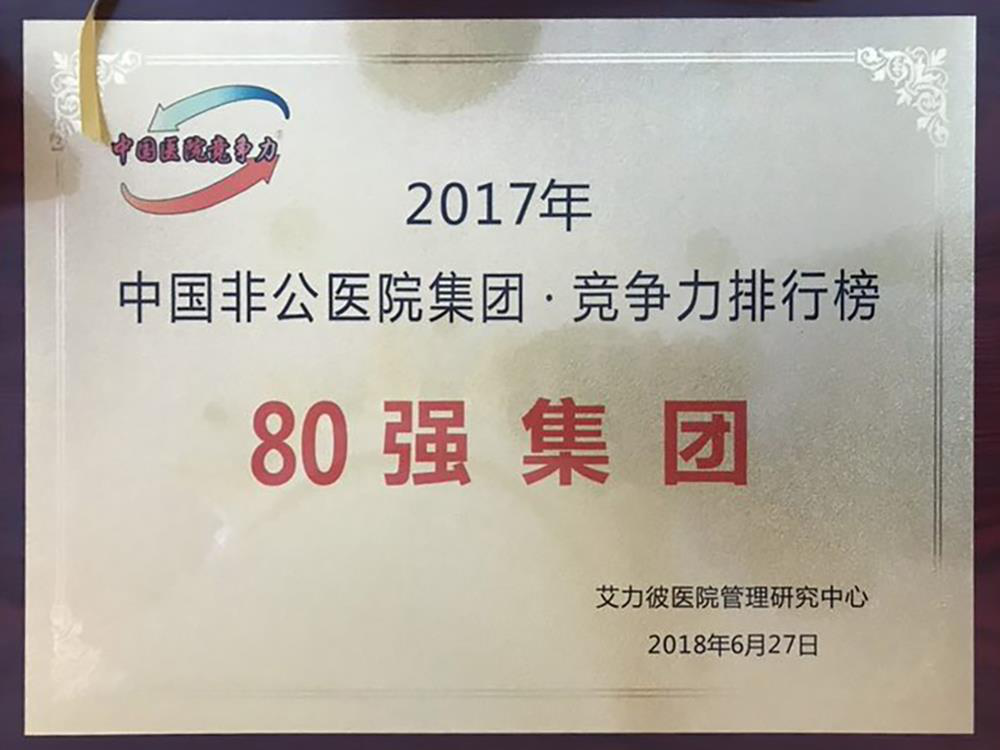 中国医院竞争力
2017年
中国非公医院集团·竞争力排行榜
80强集团
艾力彼医院管理研究中心
2018年6月27日